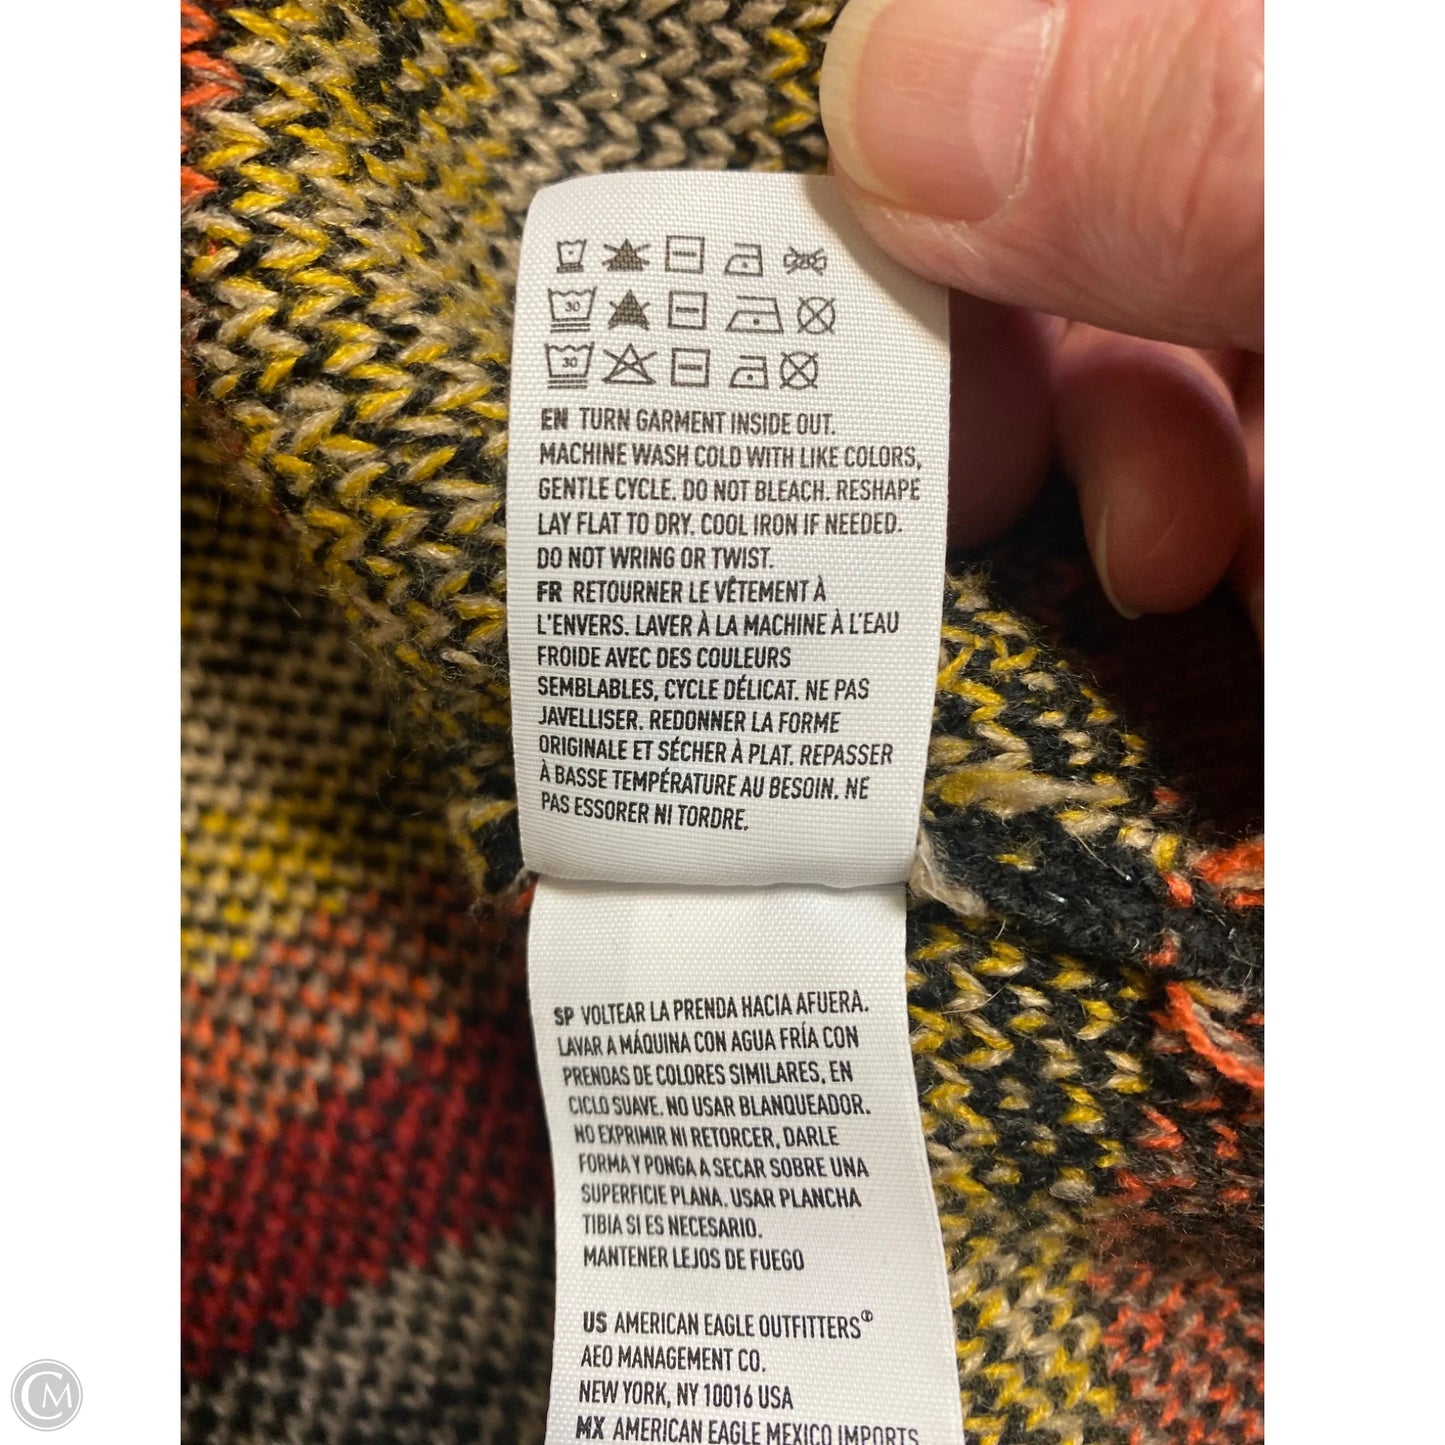 30
30
EN TURN GARMENT INSIDE OUT.
MACHINE WASH COLD WITH LIKE COLORS,
GENTLE CYCLE. DO NOT BLEACH. RESHAPE
LAY FLAT TO DRY. COOL IRON IF NEEDED.
DO NOT WRING OR TWIST.
FR RETOURNER LE VÊTEMENT À
L'ENVERS. LAVER À LA MACHINE À L'EAU
FROIDE AVEC DES COULEURS
SEMBLABLES, CYCLE DÉLICAT. NE PAS
JAVELLISER. REDONNER LA FORME
ORIGINALE ET SÉCHER À PLAT. REPASSER
À BASSE TEMPÉRATURE AU BESOIN. NE
PAS ESSORER NI TORDRE.
SP VOLTEAR LA PRENDA HACIA AFUERA.
LAVAR A MÁQUINA CON AGUA FRÍA CON
PRENDAS DE COLORES SIMILARES, EN
CICLO SUAVE. NO USAR BLANQUEADOR.
NO EXPRIMIR NI RETORCER, DARLE
FORMA Y PONGA A SECAR SOBRE UNA
SUPERFICIE PLANA. USAR PLANCHA
TIBIA SI ES NECESARIO.
MANTENER LEJOS DE FUEGO
US AMERICAN EAGLE OUTFITTERS®
AEO MANAGEMENT CO.
NEW YORK, NY 10016 USA
MX AMERICAN EAGLE MEXICO IMPORTS
CM